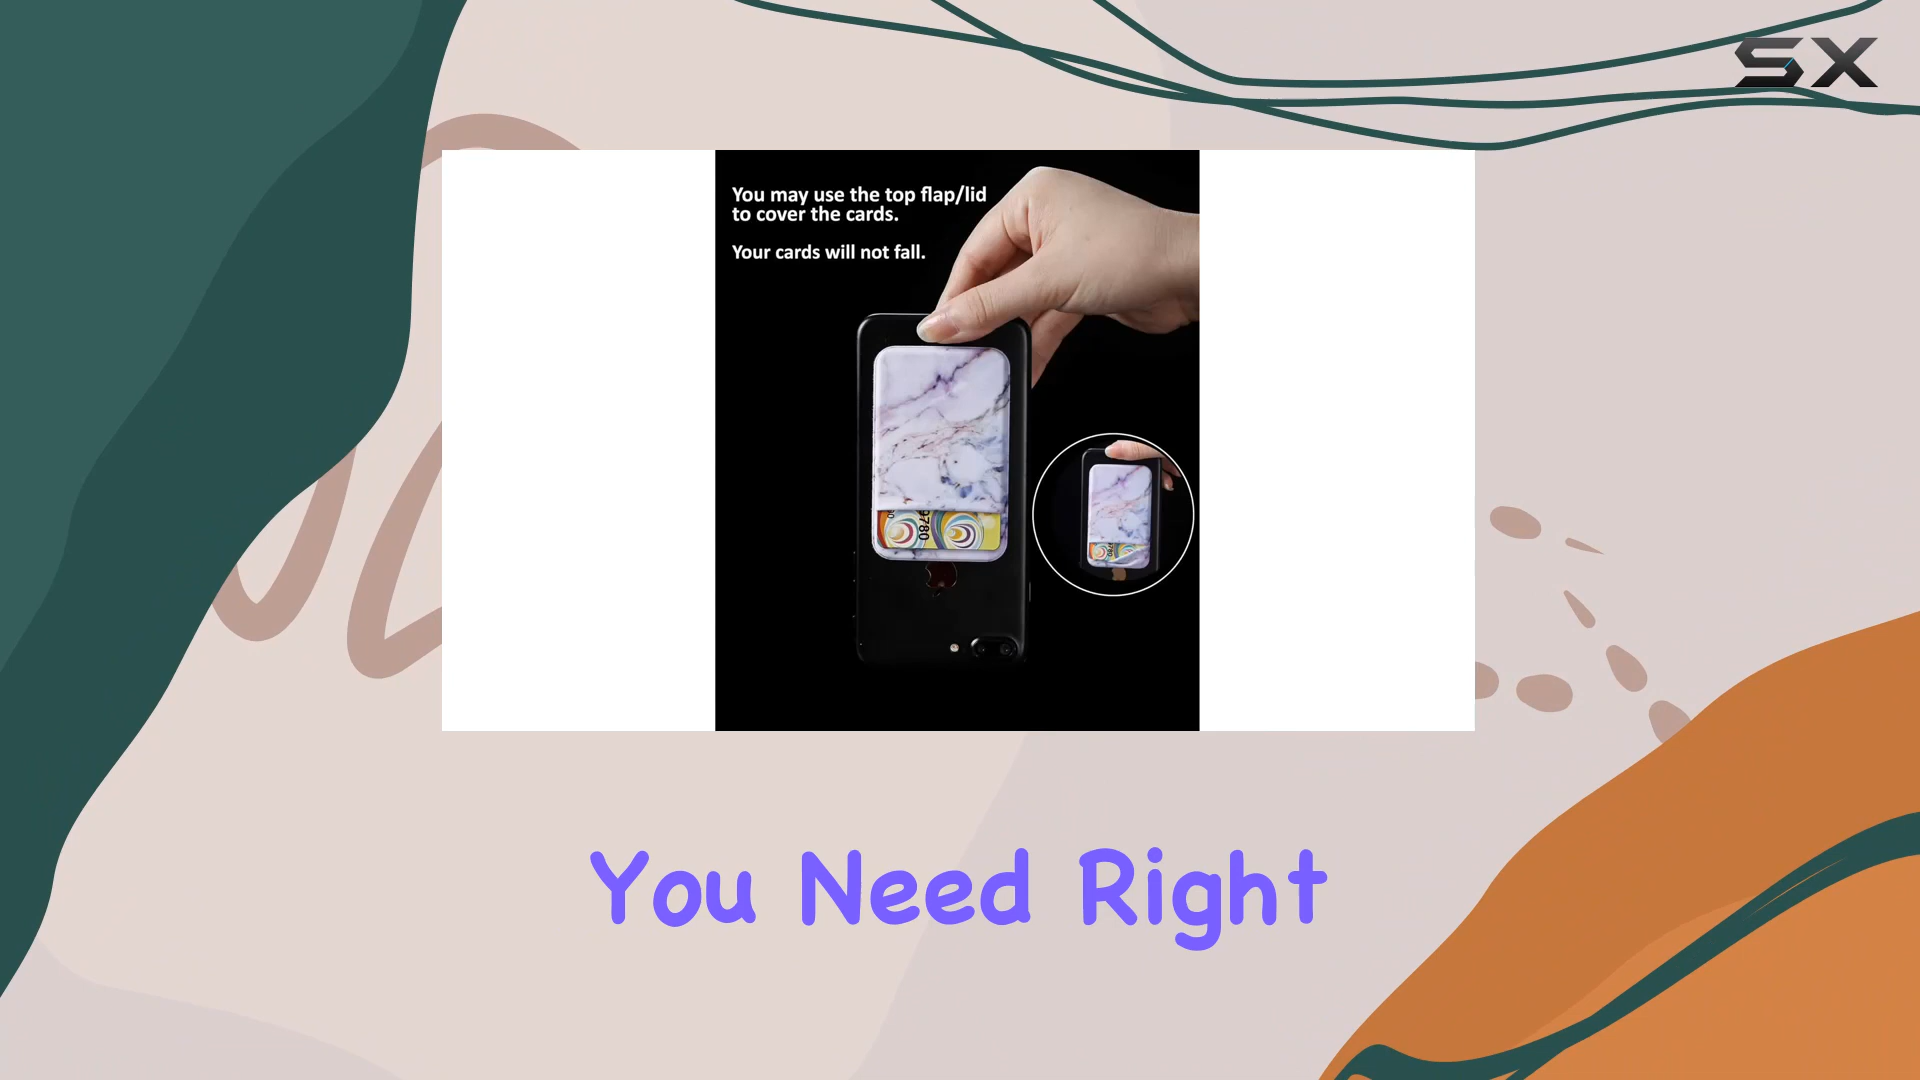 SX
You may use the top flap/lid
to cover the cards.
Your cards will not fall.
9780
You Need Right